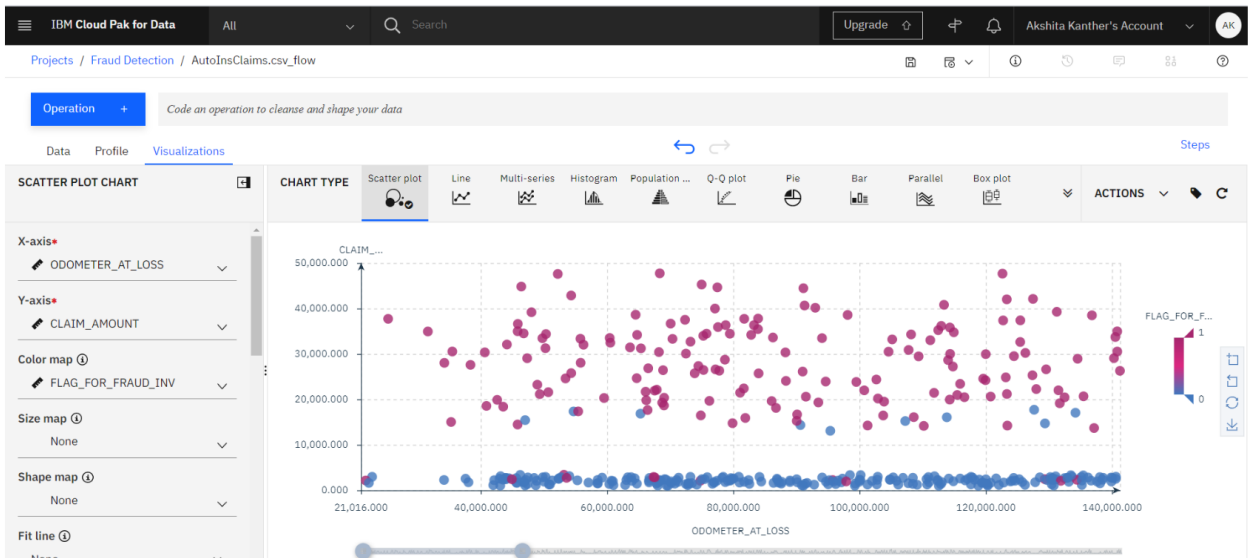 IBM Cloud Pak for Data All Search Upgrade Akshita Kanther's Account AK
Projects / Fraud Detection / AutoInsClaims.csv_flow
Operation + Code an operation to cleanse and shape your data
Data Profile Visualizations Steps
SCATTER PLOT CHART
CHART TYPE Scatter plot Line Multi-series Histogram Population ... Q-Q plot Pie Bar Parallel Box plot ACTIONS
X-axis*
ODOMETER_AT_LOSS
Y-axis*
CLAIM_AMOUNT
Color map
FLAG_FOR_FRAUD_INV
Size map
None
Shape map
None
Fit line
None
CLAIM_...
50,000.000
40,000.000
30,000.000
20,000.000
10,000.000
0.000
21,016.000 40,000.000 60,000.000 80,000.000 100,000.000 120,000.000 140,000.000
ODOMETER_AT_LOSS
FLAG_FOR_F...
1
0